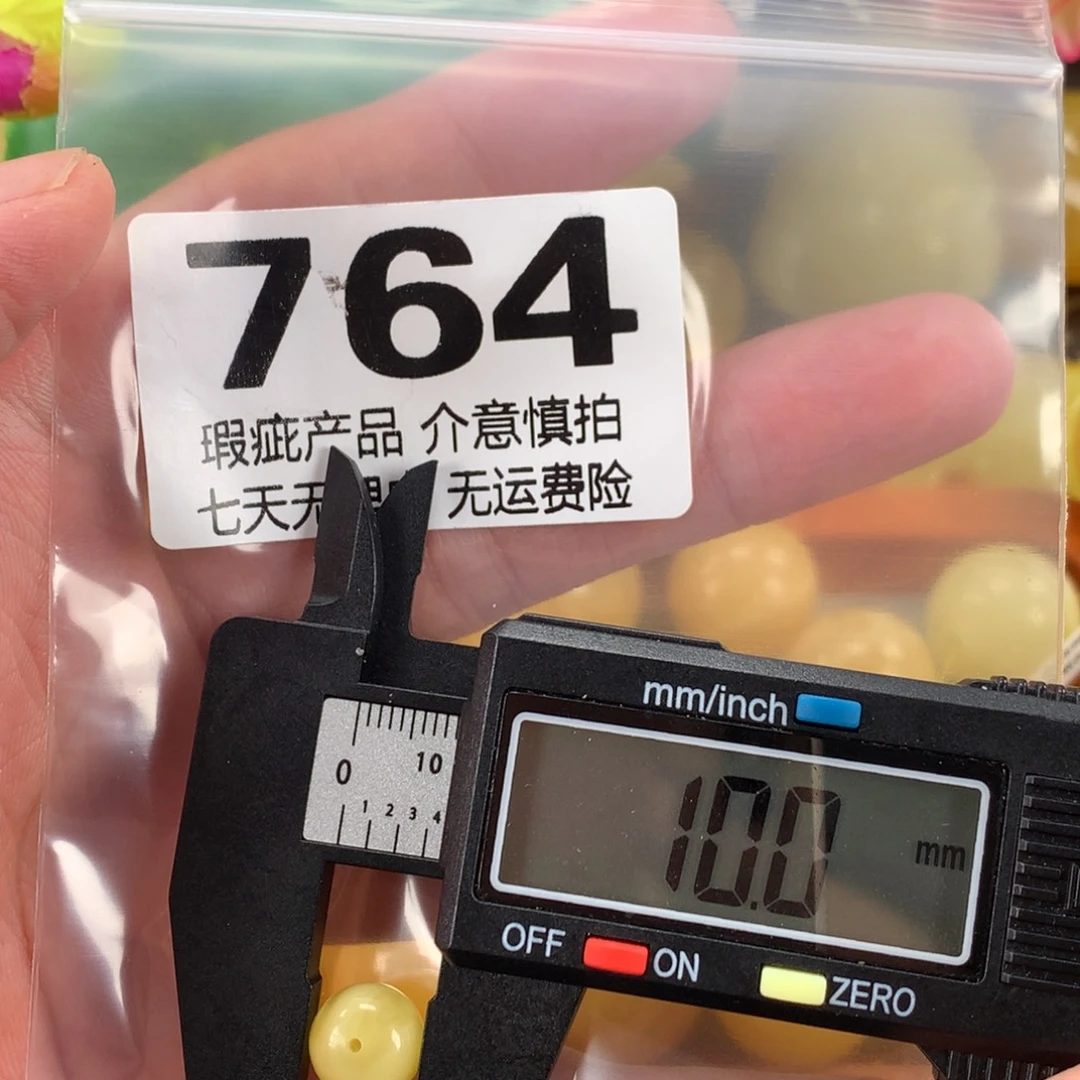 764
瑕疵产品 介意慎拍
七天无理 无运费险
mm/inch
0 10
1 2 3 4
10.0 mm
OFF ON ZERO